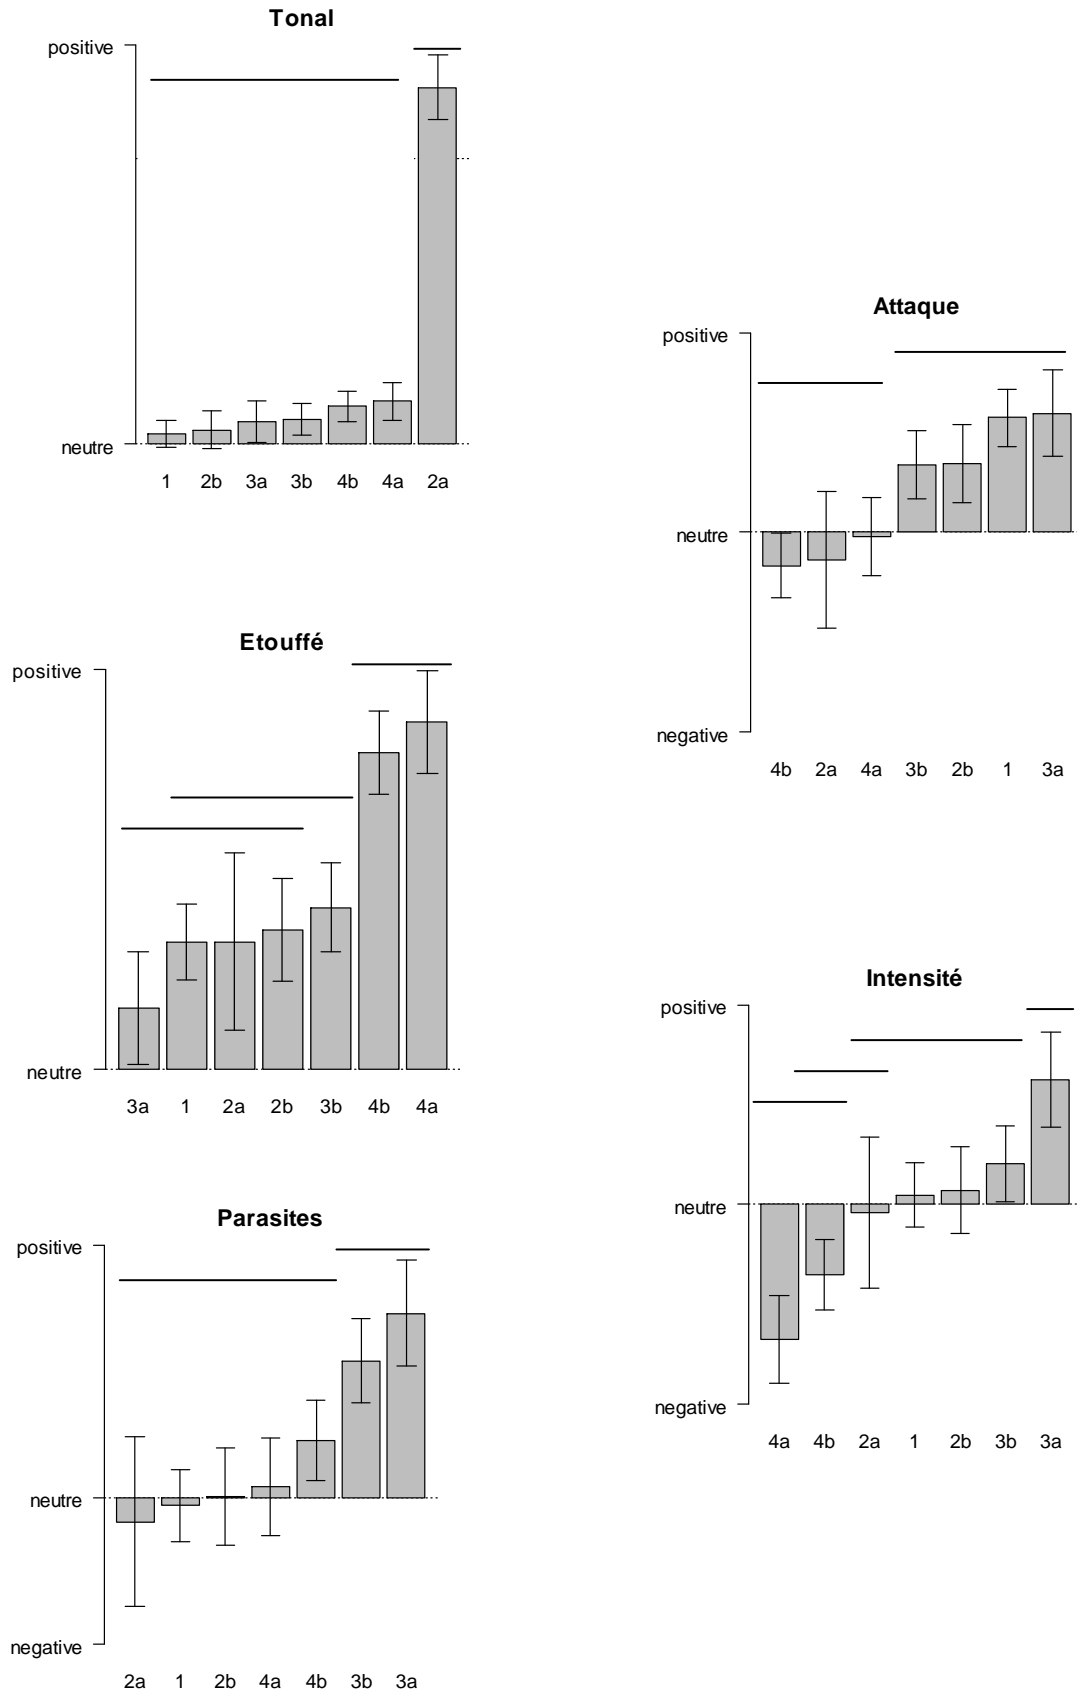 Tonal
positive
neutre
1 2b 3a 3b 4b 4a 2a
Attaque
positive
neutre
negative
4b 2a 4a 3b 2b 1 3a
Etouffé
positive
neutre
3a 1 2a 2b 3b 4b 4a
Intensité
positive
neutre
negative
4a 4b 2a 1 2b 3b 3a
Parasites
positive
neutre
negative
2a 1 2b 4a 4b 3b 3a